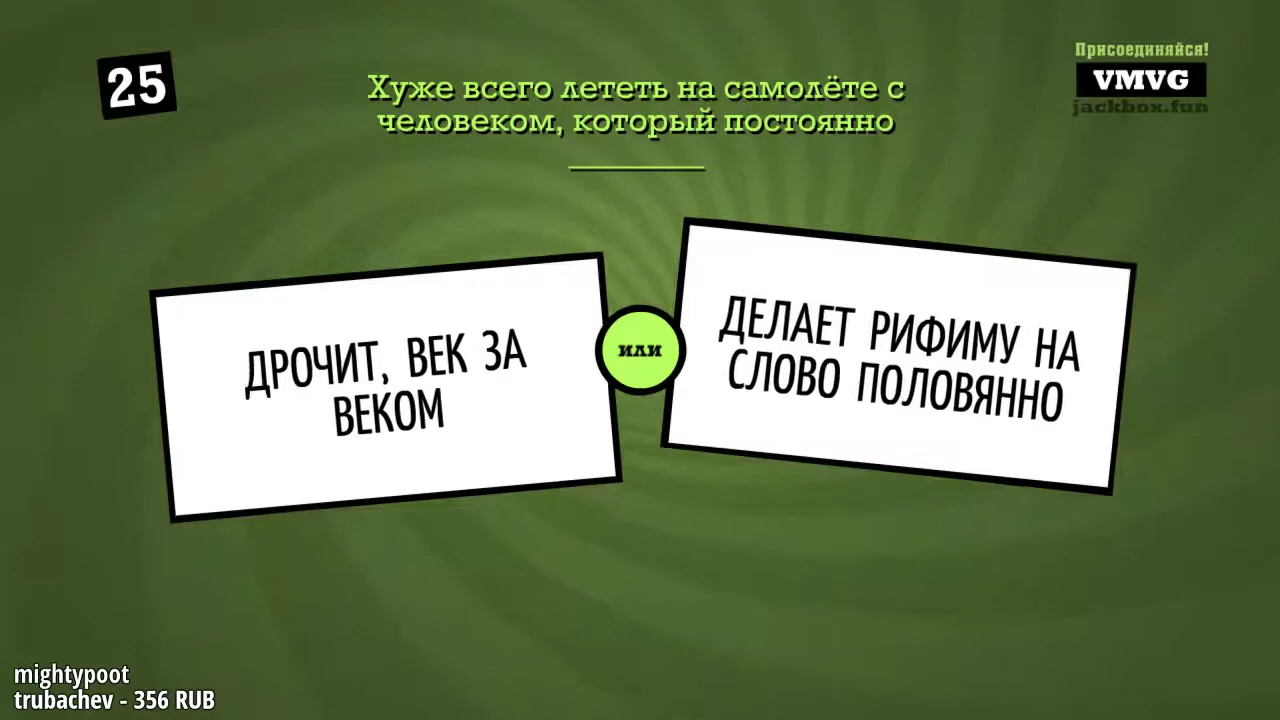 25
Хуже всего лететь на самолёте с
человеком, который постоянно
Присоединяйся!
VMVG
jackbox.fun
ДРОЧИТ, ВЕК ЗА
ВЕКОМ
ИЛИ
ДЕЛАЕТ РИФИМУ НА
СЛОВО ПОЛОВЯННО
mightypoot
trubachev - 356 RUB